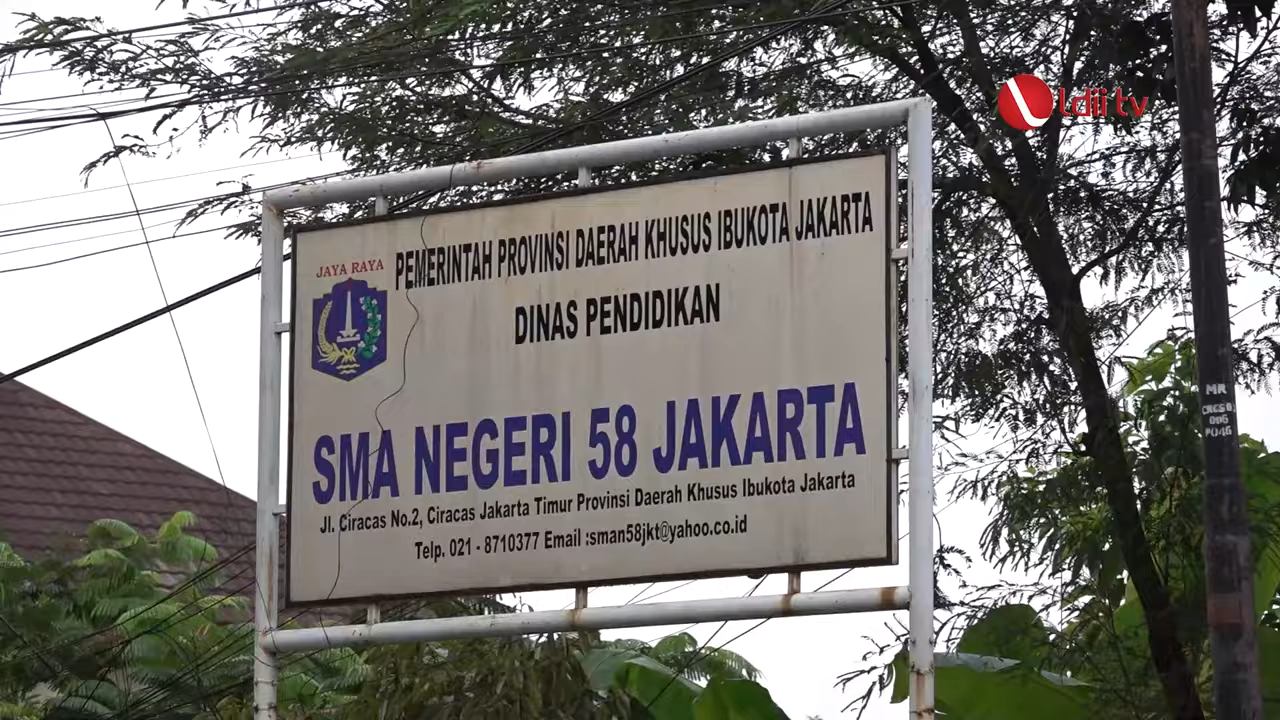 Ldii tv
PEMERINTAH PROVINSI DAERAH KHUSUS IBUKOTA JAKARTA
JAYA RAYA
DINAS PENDIDIKAN
SMA NEGERI 58 JAKARTA
Jl. Ciracas No.2, Ciracas Jakarta Timur Provinsi Daerah Khusus Ibukota Jakarta
Telp. 021 - 8710377 Email :sman58jkt@yahoo.co.id
MR